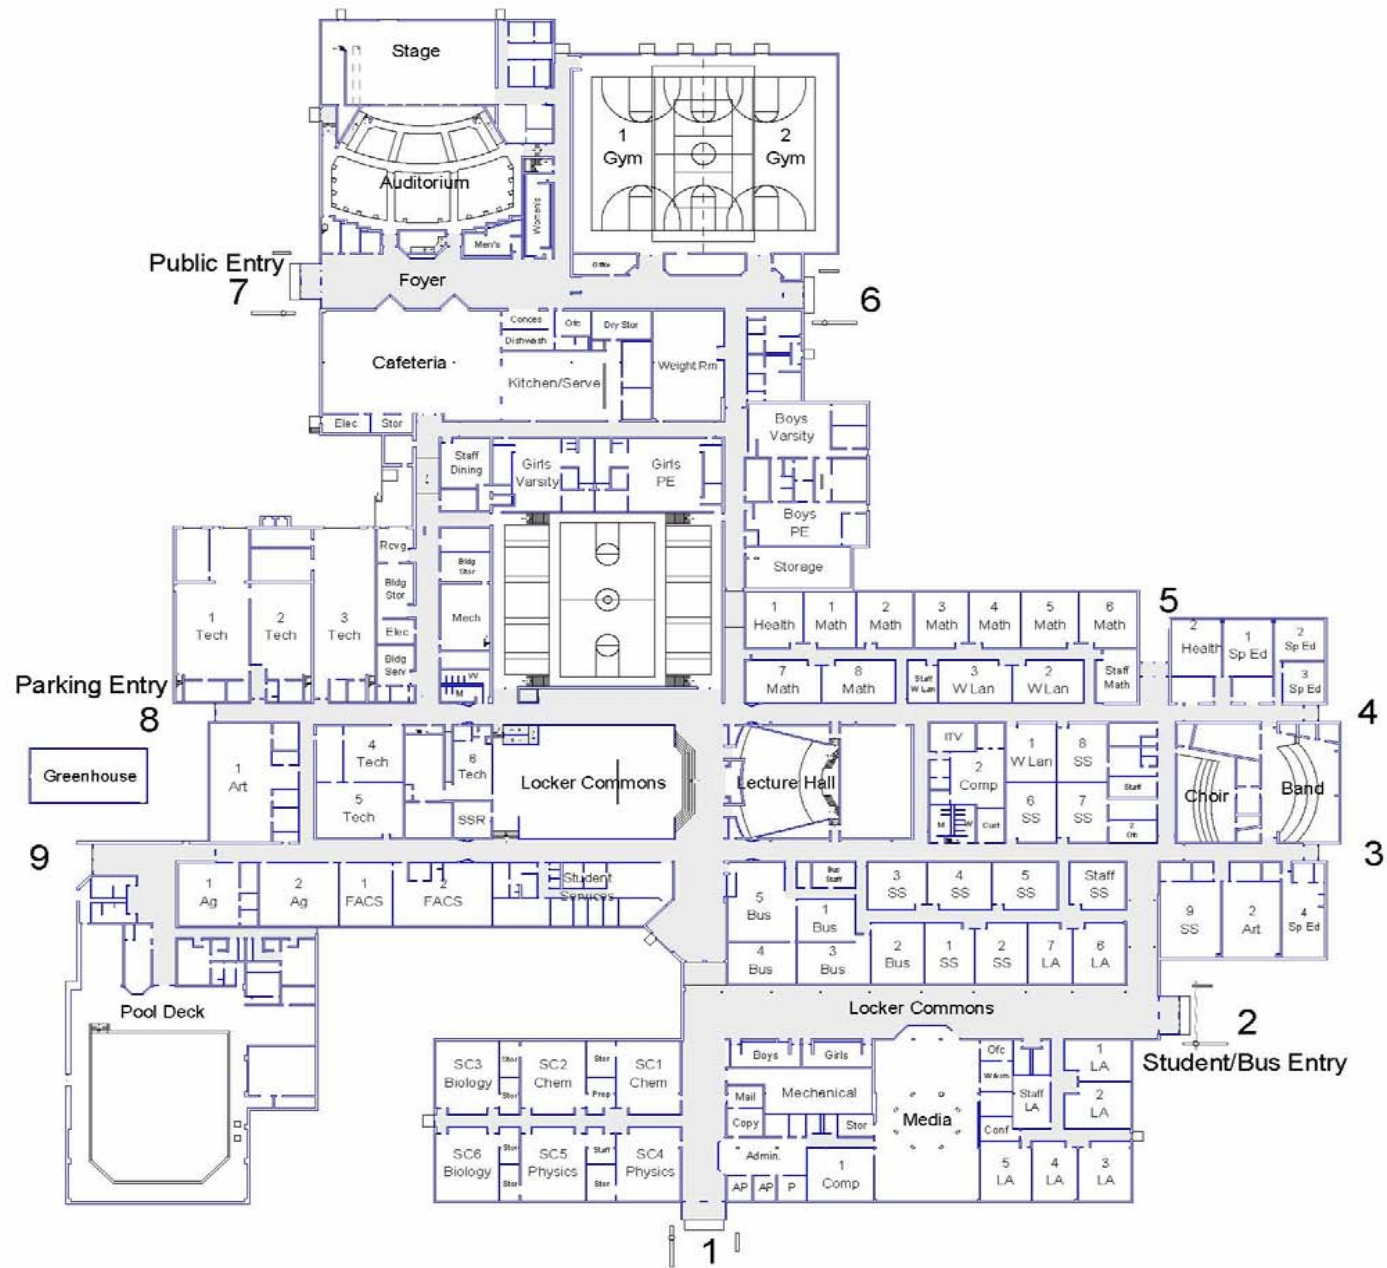 Stage
1
Gym
2
Gym
Auditorium
Women's
Men's
Public Entry
7
Foyer
Office
6
Conces
Ofc
Dry Stor
Dishwash
Cafeteria
Kitchen/Serve
Weight Rm
Elec
Stor
Boys
Varsity
Staff
Dining
Girls
Varsity
Girls
PE
Boys
PE
Storage
Rcvg
Bldg
Stor
Bldg
Stor
1
Tech
2
Tech
3
Tech
Elec
Mech
Bldg
Serv
W
M
1
Health
1
Math
2
Math
3
Math
4
Math
5
Math
6
Math
5
2
Health
1
Sp Ed
2
Sp Ed
3
Sp Ed
7
Math
8
Math
Staff
W Lan
3
W Lan
2
W Lan
Staff
Math
Parking Entry
8
4
Greenhouse
1
Art
4
Tech
5
Tech
6
Tech
SSR
Locker Commons
Lecture Hall
ITV
2
Comp
M
W
1
W Lan
8
SS
6
SS
7
SS
Staff
Choir
Band
9
3
1
Ag
2
Ag
1
FACS
2
FACS
Student
Services
5
Bus
Bus
Staff
1
Bus
3
SS
4
SS
5
SS
Staff
SS
9
SS
2
Art
4
Sp Ed
4
Bus
3
Bus
2
Bus
1
SS
2
SS
7
LA
6
LA
Pool Deck
Locker Commons
2
Student/Bus Entry
SC3
Biology
Stor
Stor
SC2
Chem
Stor
Prep
SC1
Chem
Boys
Girls
Mechanical
Mail
Copy
Stor
Media
Ofc
Staff
LA
Conf
1
LA
2
LA
SC6
Biology
Stor
Stor
SC5
Physics
Staff
Stor
SC4
Physics
Admin.
AP
AP
P
1
Comp
5
LA
4
LA
3
LA
1